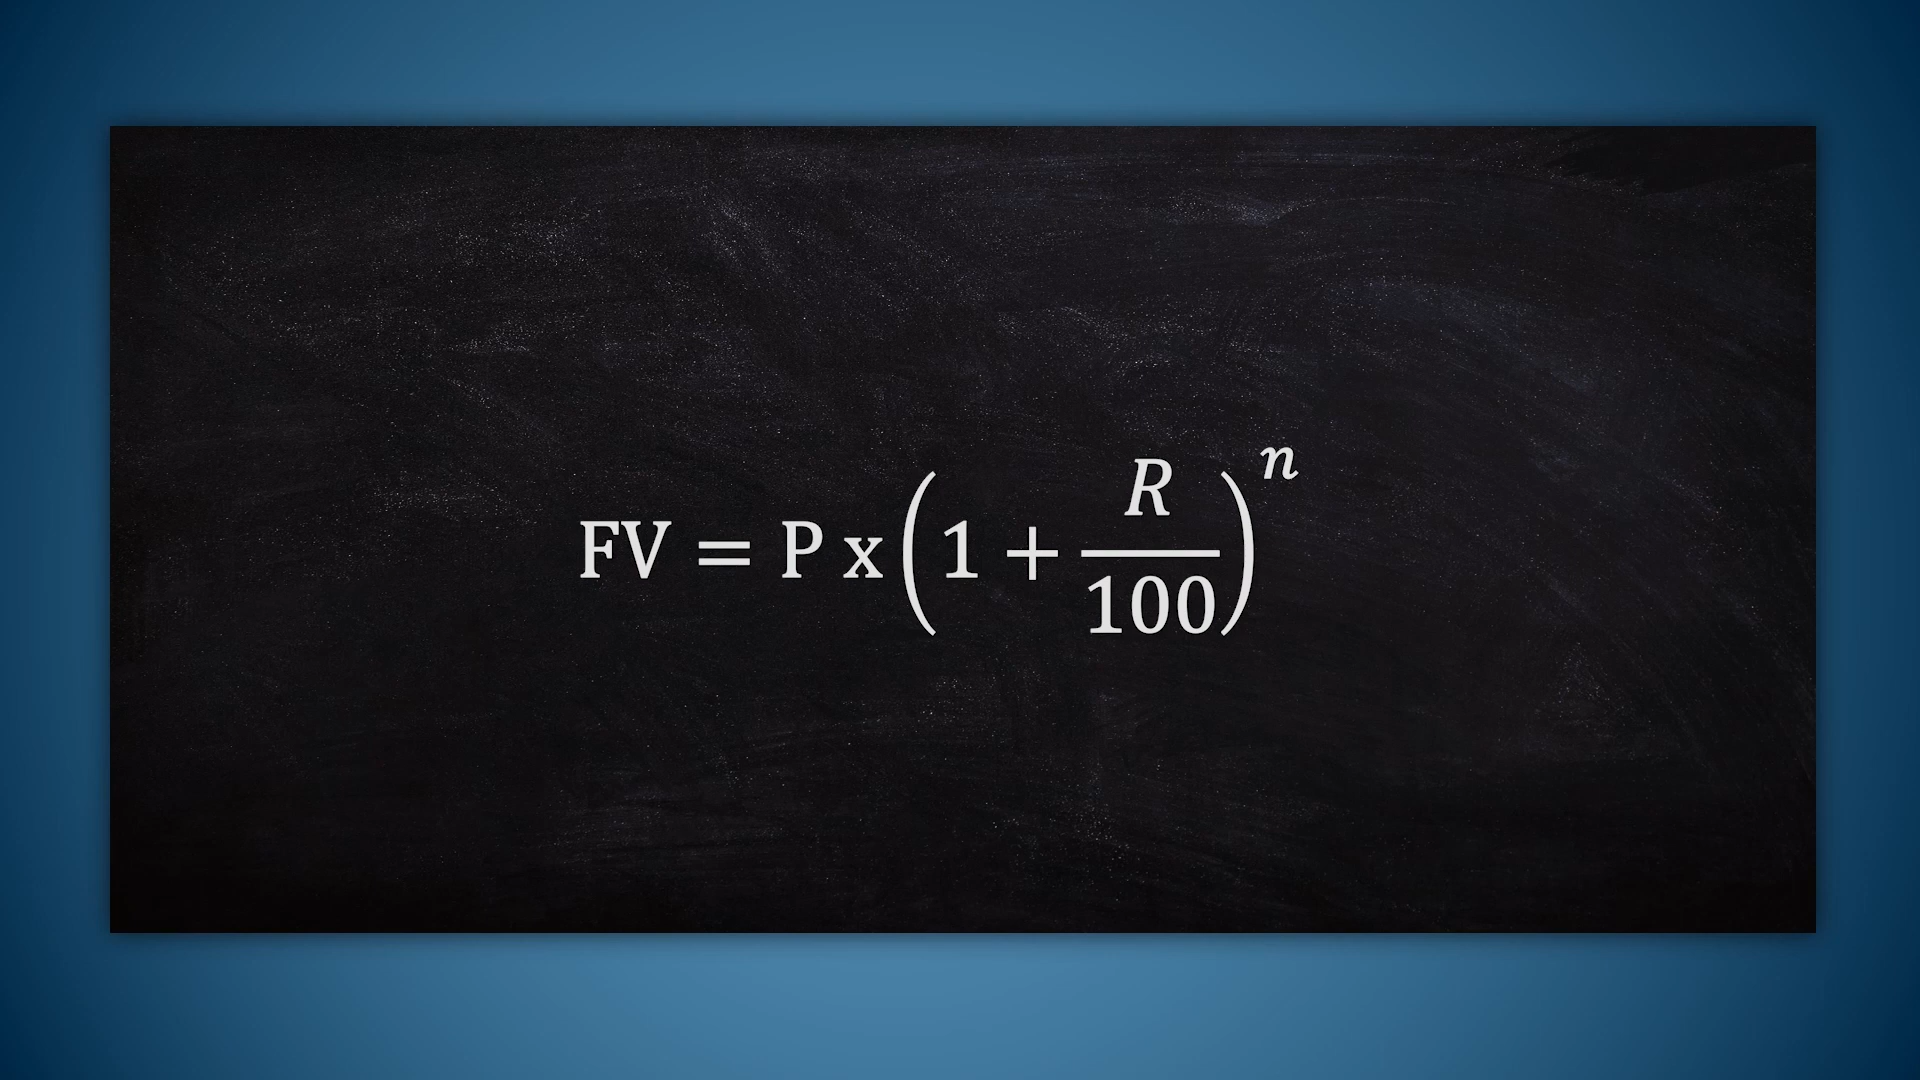 FV = P x (1 + R/100)^n